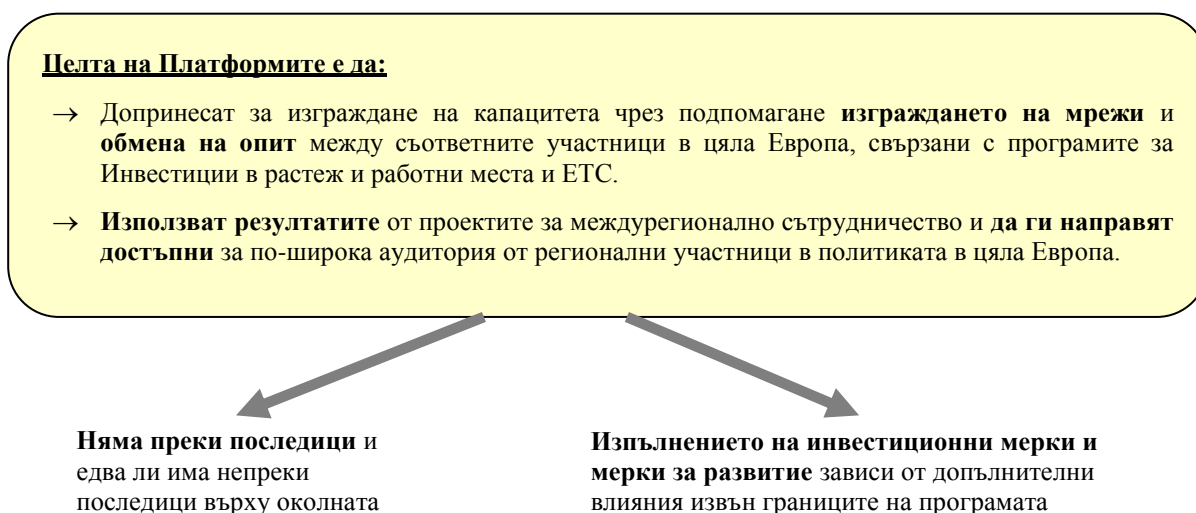 Целта на Платформите е да:
→ Допринесат за изграждане на капацитета чрез подпомагане изграждането на мрежи и
обмена на опит между съответните участници в цяла Европа, свързани с програмите за
Инвестиции в растеж и работни места и ЕТС.
→ Използват резултатите от проектите за междурегионално сътрудничество и да ги направят
достъпни за по-широка аудитория от регионални участници в политиката в цяла Европа.
Няма преки последици и
едва ли има непреки
последици върху околната
Изпълнението на инвестиционни мерки и
мерки за развитие зависи от допълнителни
влияния извън границите на програмата